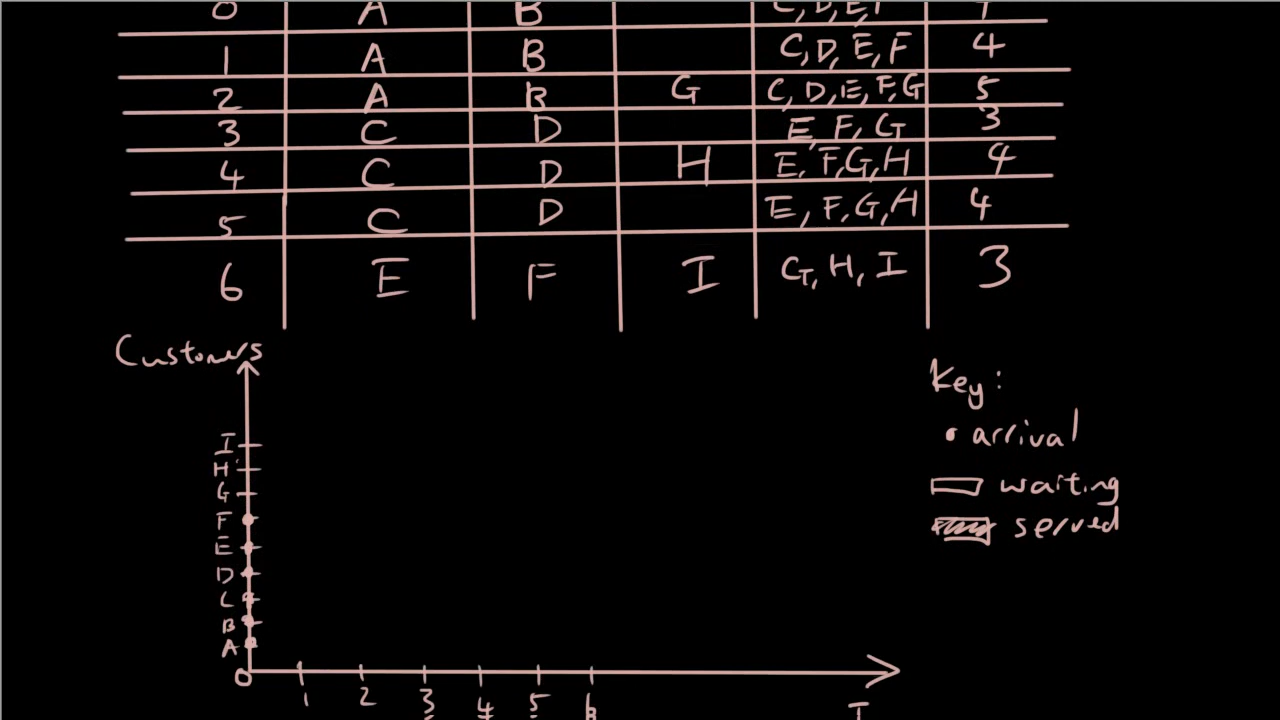 0 A B C, D, E, F 4
1 A B C, D, E, F 4
2 A B G C, D, E, F, G 5
3 C D E, F, G 3
4 C D H E, F, G, H 4
5 C D E, F, G, H 4
6 E F I G, H, I 3
Customers
I
H
G
F
E
D
C
B
A
0 1 2 3 4 5 6
Key:
arrival
waiting
served